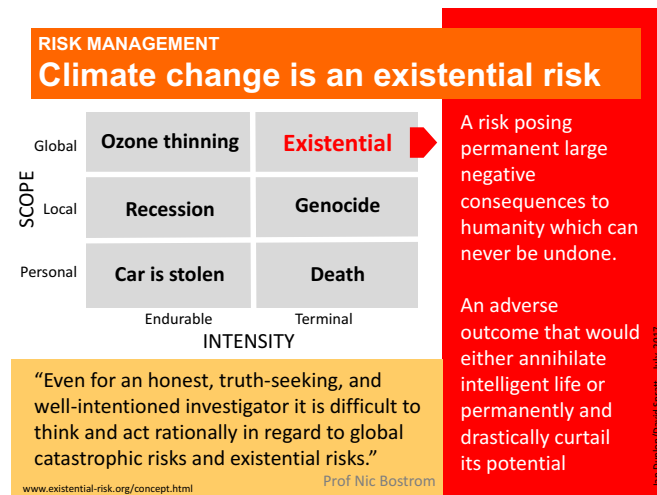 RISK MANAGEMENT
Climate change is an existential risk
Global
Ozone thinning
Existential
SCOPE
Local
Recession
Genocide
Personal
Car is stolen
Death
Endurable
Terminal
INTENSITY
A risk posing
permanent large
negative
consequences to
humanity which can
never be undone.
An adverse
outcome that would
either annihilate
intelligent life or
permanently and
drastically curtail
its potential
“Even for an honest, truth-seeking, and
well-intentioned investigator it is difficult to
think and act rationally in regard to global
catastrophic risks and existential risks.”
Prof Nic Bostrom
www.existential-risk.org/concept.html